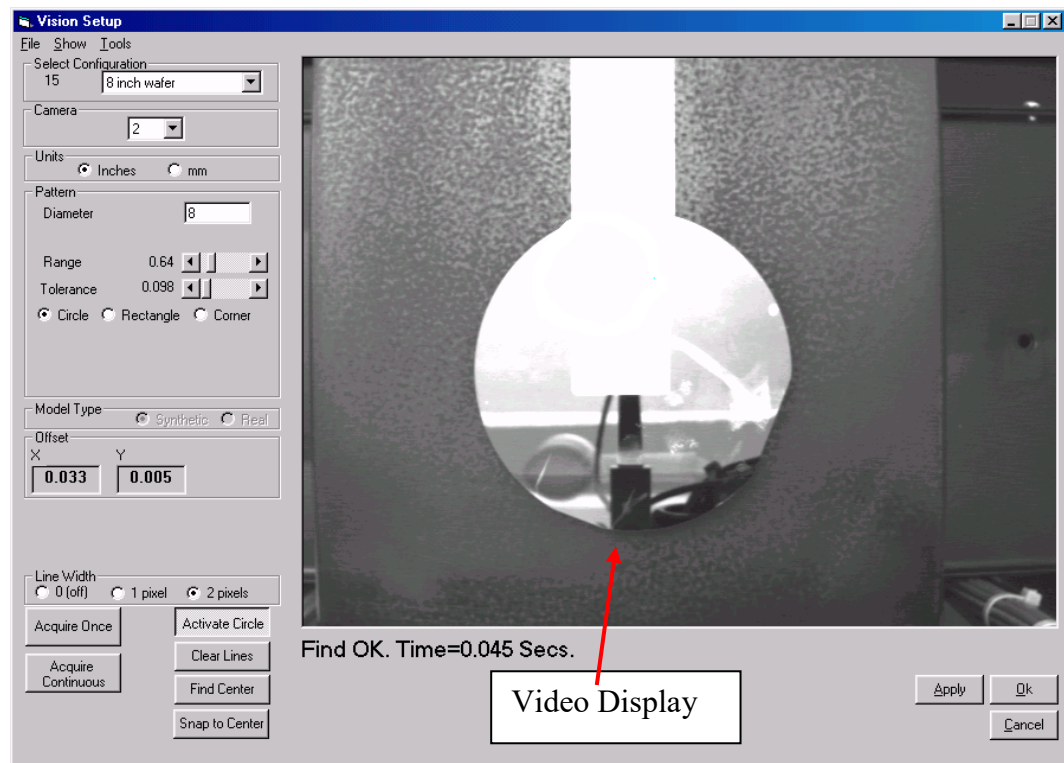 Vision Setup
File Show Tools
Select Configuration
15 8 inch wafer
Camera
2
Units
Inches mm
Pattern
Diameter 8
Range 0.64
Tolerance 0.098
Circle Rectangle Corner
Model Type
Synthetic Real
Offset
X Y
0.033 0.005
Line Width
0 (off) 1 pixel 2 pixels
Acquire Once
Activate Circle
Acquire
Continuous
Clear Lines
Find Center
Snap to Center
Find OK. Time=0.045 Secs.
Video Display
Apply Ok
Cancel